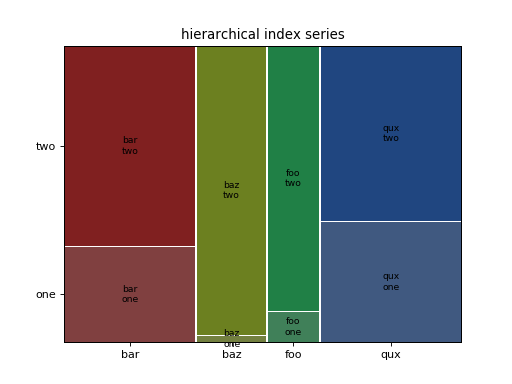 hierarchical index series
two
bar
two
baz
two
foo
two
qux
two
one
bar
one
baz
one
foo
one
qux
one
bar
baz
foo
qux